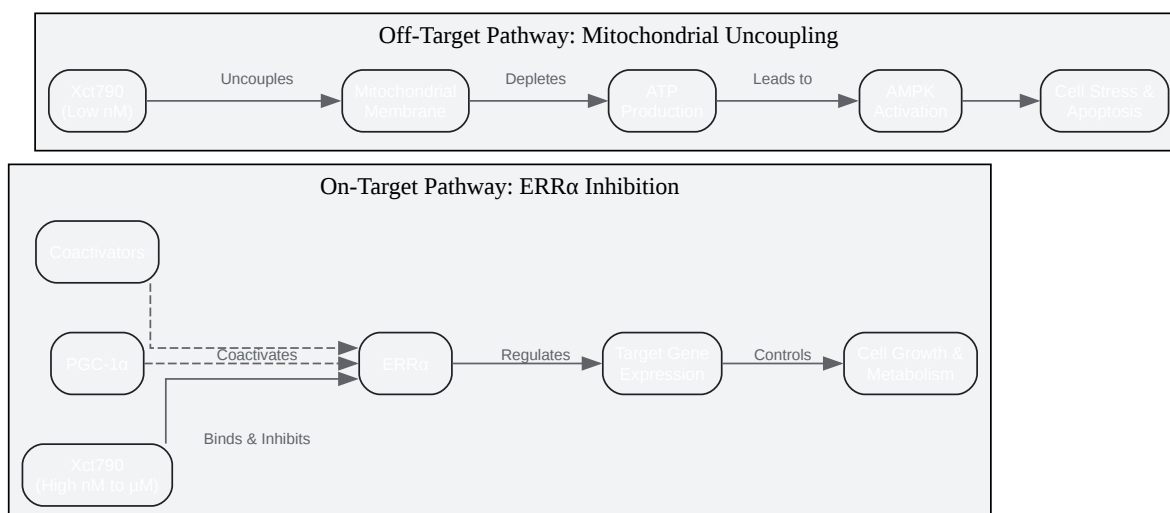 Off-Target Pathway: Mitochondrial Uncoupling
Xct790
(Low nM)
Uncouples
Mitochondrial
Membrane
Depletes
ATP
Production
Leads to
AMPK
Activation
Cell Stress &
Apoptosis
On-Target Pathway: ERRα Inhibition
Coactivators
PGC-1α
Coactivates
ERRα
Regulates
Target Gene
Expression
Controls
Cell Growth &
Metabolism
Binds & Inhibits
Xct790
(High nM to µM)